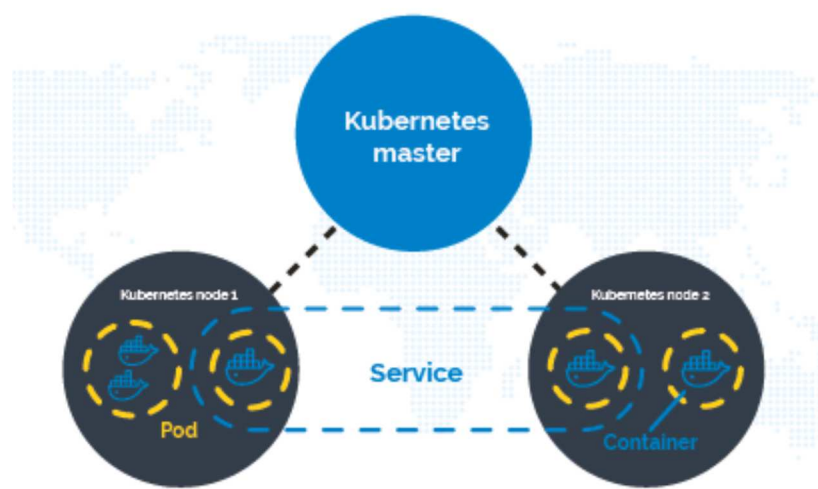 Kubernetes
master
Kubernetes node 1
Kubernetes node 2
Service
Pod
Container